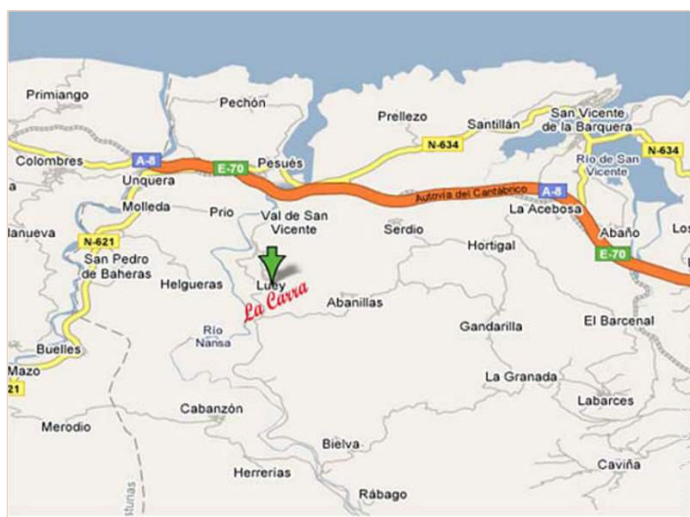 Primiango
Pechón
Prellezo
Santillán
San Vicente
de la Barquera
N-634
N-634
Colombres
A-8
E-70
Pesués
Río de San
Vicente
Unquera
Autovía del Cantábrico
A-8
Molleda
Prio
Val de San
Vicente
La Acebosa
lanueva
N-621
Serdio
Abaño
Los
San Pedro
de Baheras
Hortigal
E-70
Helgueras
Luey
La Carra
Abanillas
Río
Nansa
Gandarilla
El Barcenal
Buelles
Mazo
La Granada
21
Cabanzón
Labarces
Merodio
Bielva
Herrerías
Caviña
Rábago
sturias